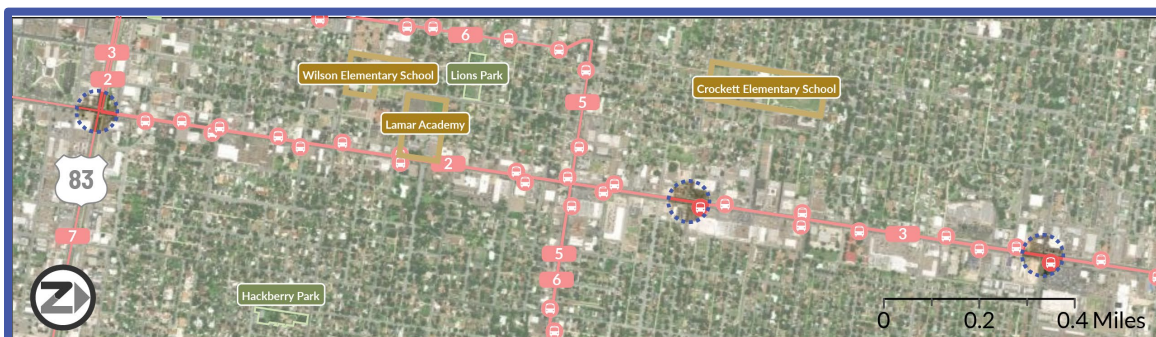 6
3
Wilson Elementary School
Lions Park
2
Crockett Elementary School
5
Lamar Academy
2
83
7
3
5
6
Hackberry Park
Z
0
0.2
0.4 Miles